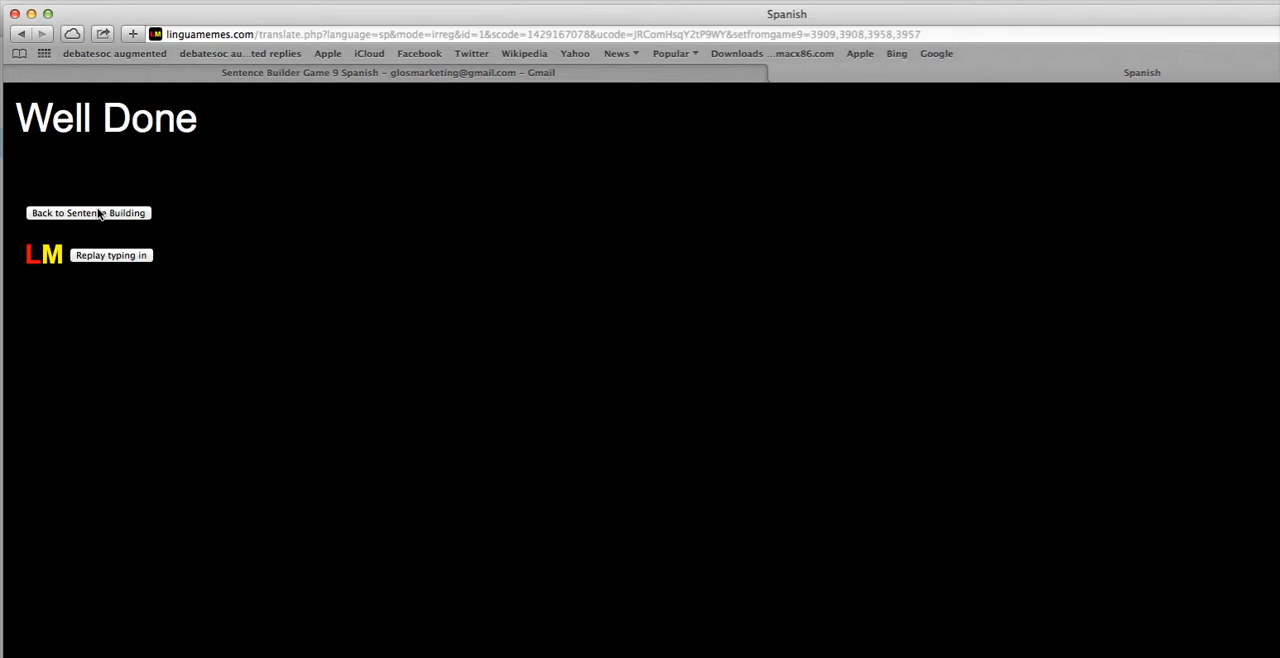 Spanish
linguamemes.com/translate.php?language=sp&mode=irreg&id=1&scode=1429167078&ucode=JRComHsqY2tP9WY&setfromgame9=3909,3908,3958,3957
debatesoc augmented debatesoc au...ted replies Apple iCloud Facebook Twitter Wikipedia Yahoo News Popular Downloads ...macx86.com Apple Bing Google
Sentence Builder Game 9 Spanish – glosmarketing@gmail.com – Gmail Spanish
Well Done
Back to Sentence Building
LM Replay typing in